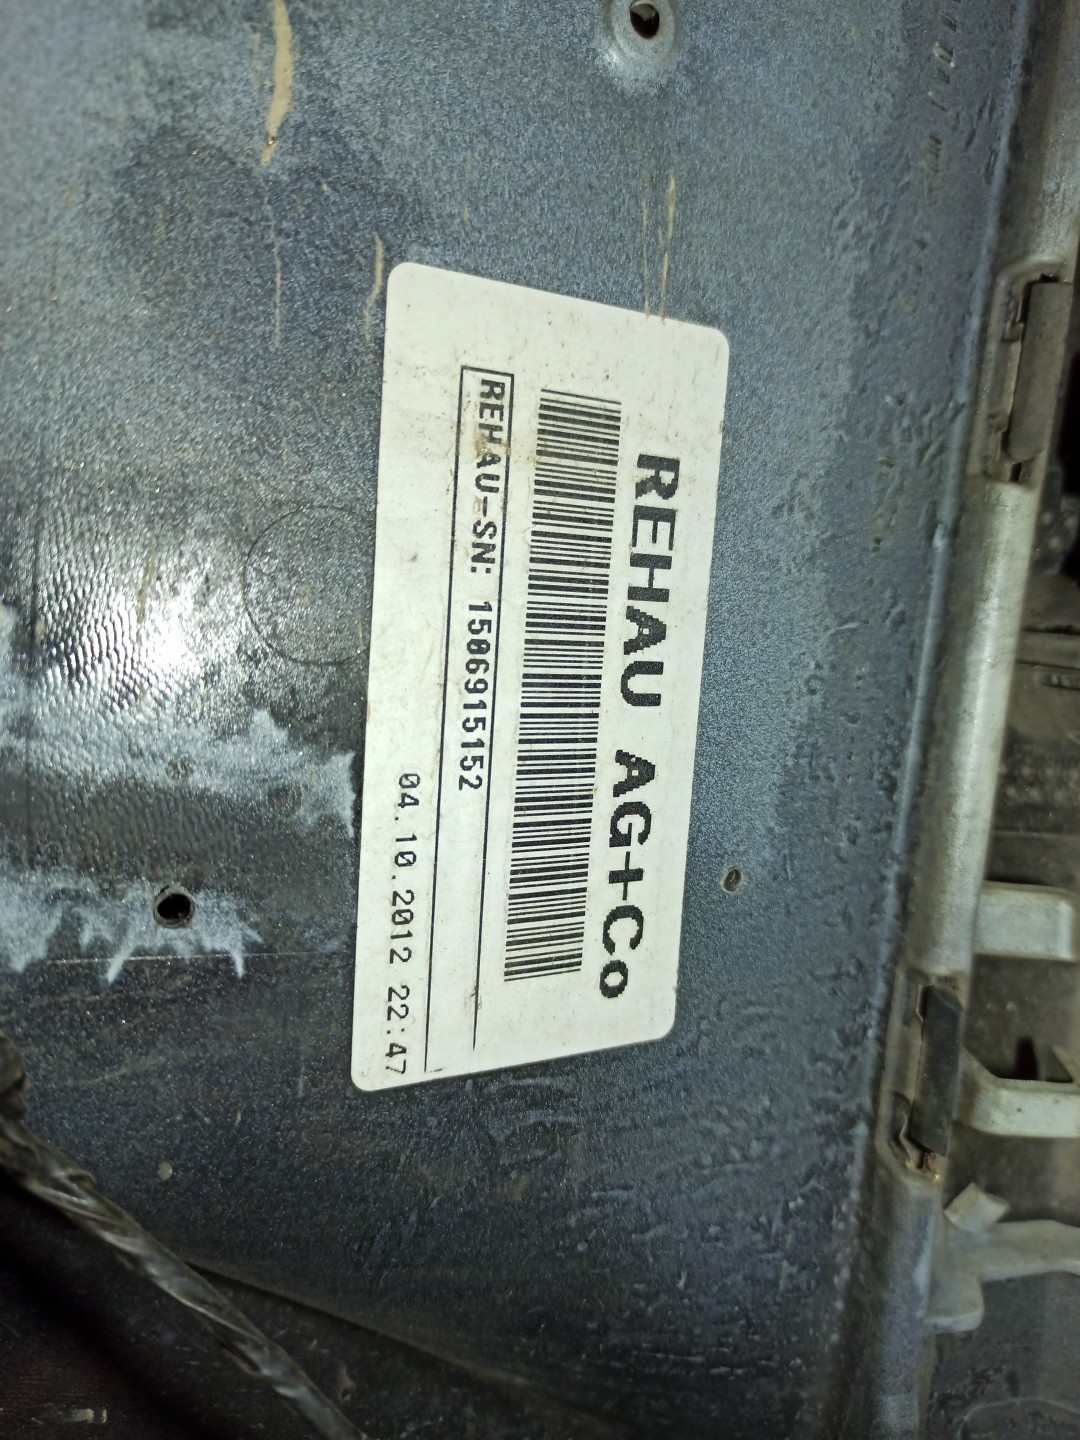 REHAU AG+Co
REHAU-SN: 1506915152
04.10.2012 22:47